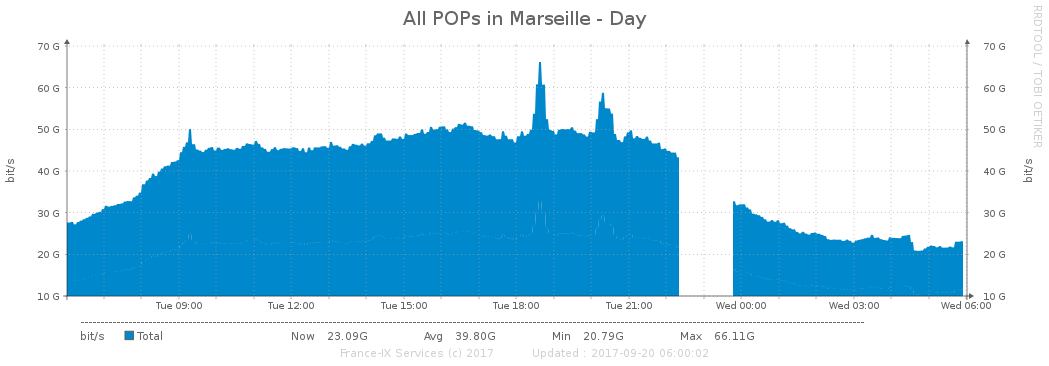 All POPs in Marseille - Day
RRDTOOL / TOBI OETIKER
70 G 70 G
60 G 60 G
50 G 50 G
40 G 40 G
30 G 30 G
20 G 20 G
10 G 10 G
bit/s bit/s
Tue 09:00 Tue 12:00 Tue 15:00 Tue 18:00 Tue 21:00 Wed 00:00 Wed 03:00 Wed 06:00
bit/s Total Now 23.09G Avg 39.80G Min 20.79G Max 66.11G
France-IX Services (c) 2017 Updated : 2017-09-20 06:00:02